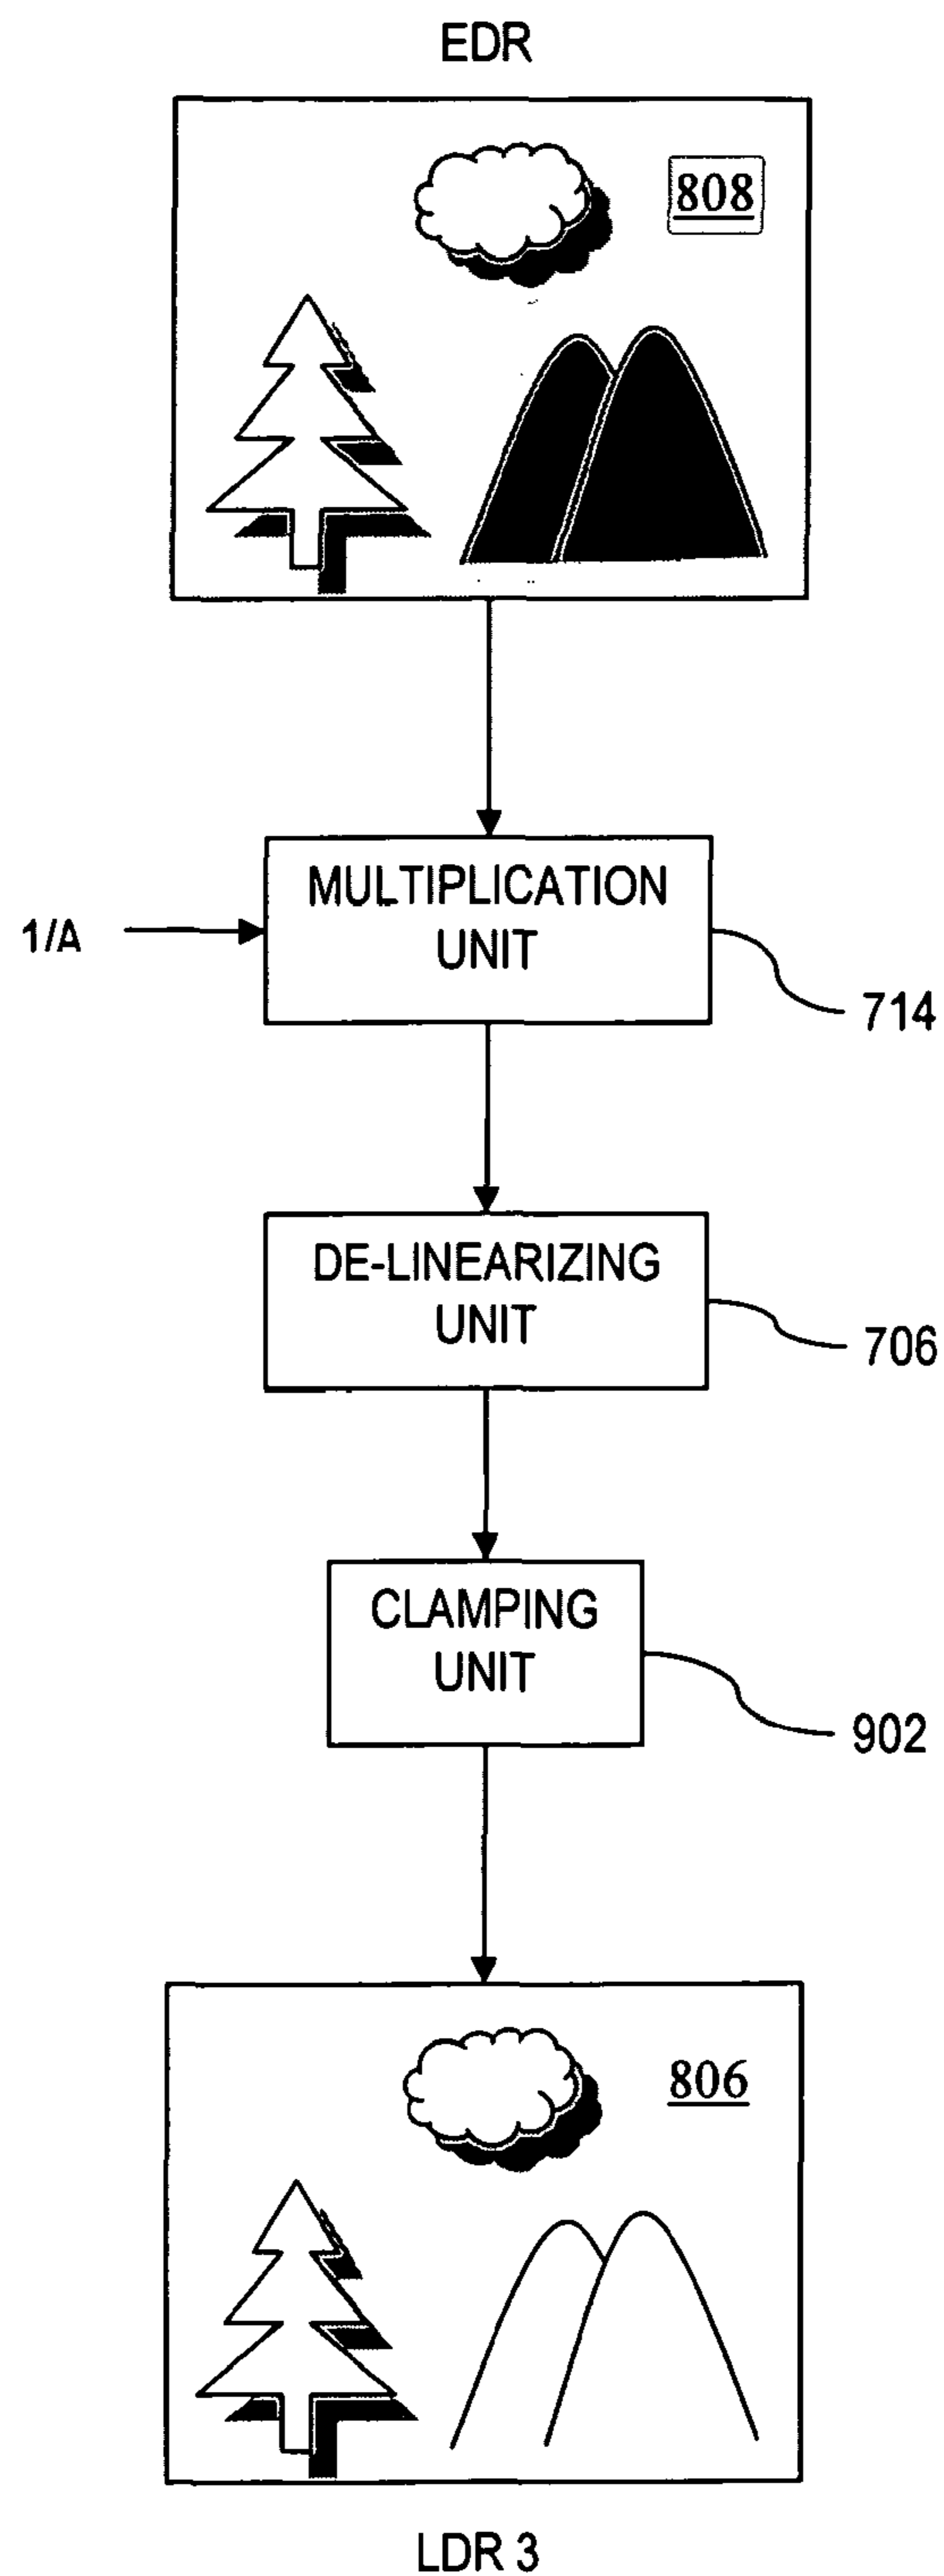 EDR
808
MULTIPLICATION
UNIT
1/A
714
DE-LINEARIZING
UNIT
706
CLAMPING
UNIT
902
806
LDR 3